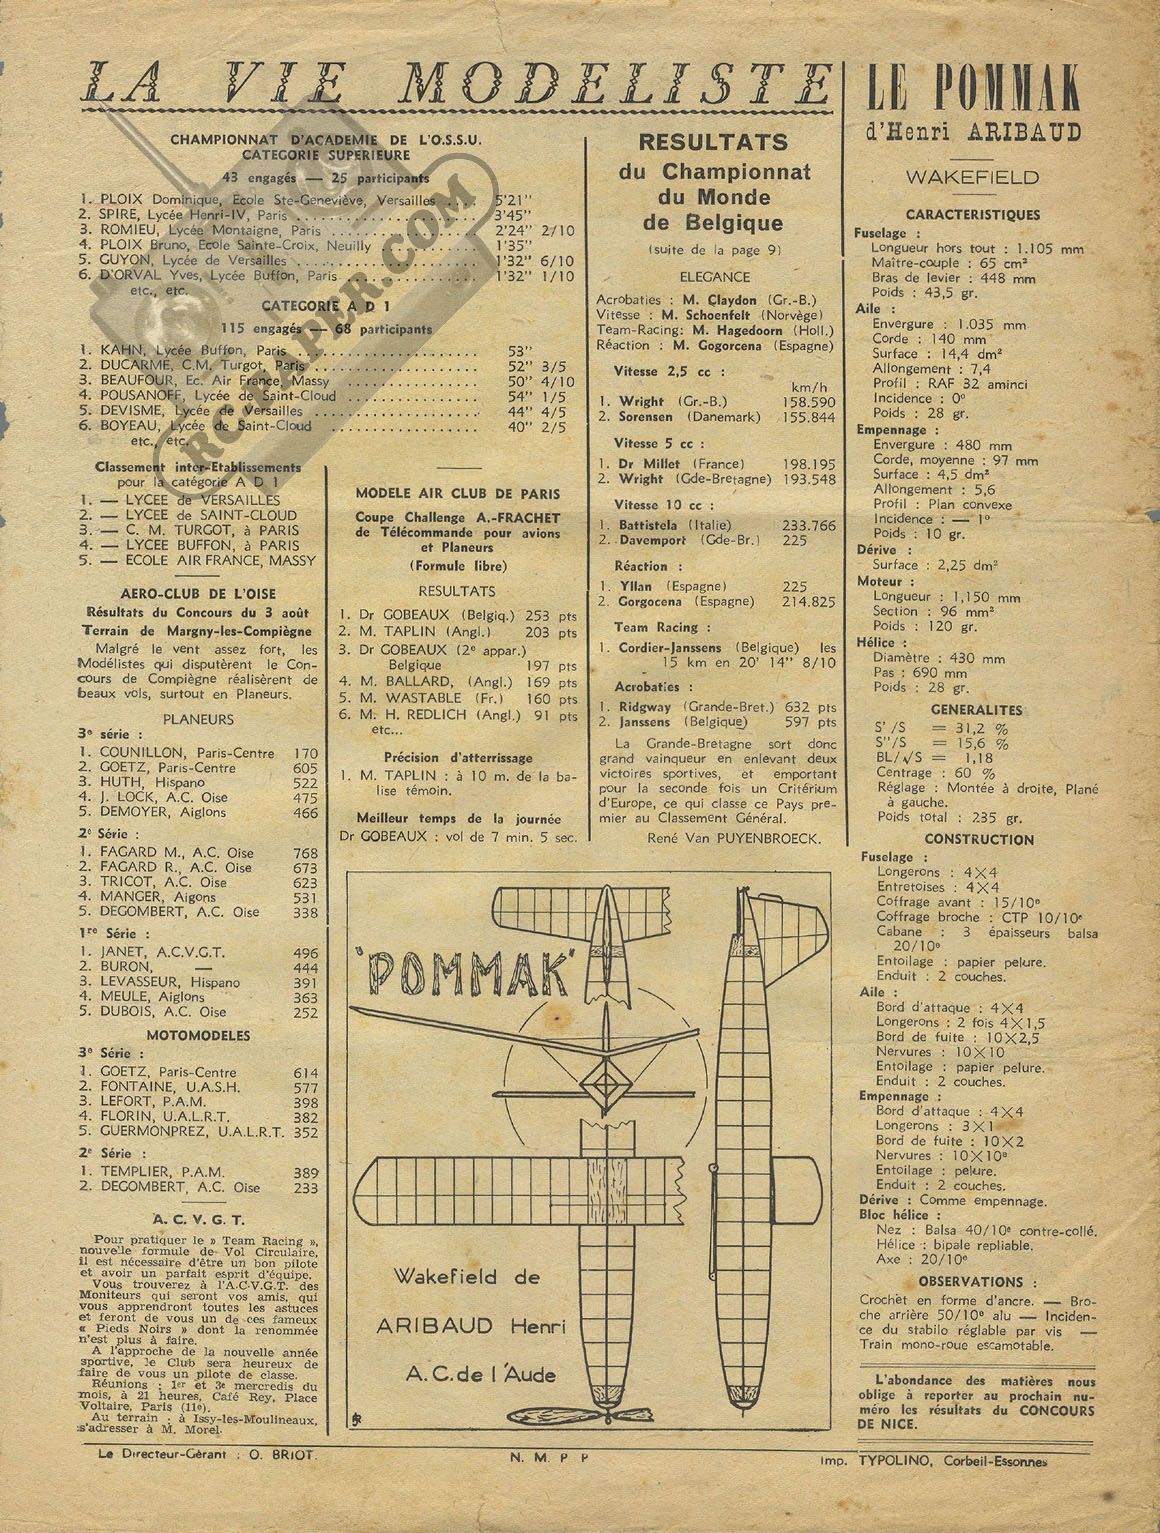 LA VIE MODELISTE
CHAMPIONNAT D'ACADEMIE DE L'O.S.S.U.
CATEGORIE SUPERIEURE
43 engagés — 25 participants
1. PLOIX Dominique, Ecole Ste-Geneviève, Versailles .... 5'21"
2. SPIRE, Lycée Henri-IV, Paris .................... 3'45"
3. ROMIEU, Lycée Montaigne, Paris ................ 2'24" 2/10
4. PLOIX Bruno, Ecole Sainte-Croix, Neuilly ......... 1'35"
5. GUYON, Lycée de Versailles .................... 1'32" 6/10
6. D'ORVAL Yves, Lycée Buffon, Paris .............. 1'32" 1/10
etc., etc.
CATEGORIE A D 1
115 engagés — 68 participants
1. KAHN, Lycée Buffon, Paris ...................... 53"
2. DUCARME, C.M. Turgot, Paris .................... 52" 3/5
3. BEAUFOUR, Ec. Air France, Massy ................ 50" 4/10
4. POUSANOFF, Lycée de Saint-Cloud ................ 54" 1/5
5. DEVISME, Lycée de Versailles ................... 44" 4/5
6. BOYEAU, Lycée de Saint-Cloud ................... 40" 2/5
etc., etc.
Classement inter-Etablissements
pour la catégorie A D 1
1. — LYCEE de VERSAILLES
2. — LYCEE de SAINT-CLOUD
3. — C. M. TURGOT, à PARIS
4. — LYCEE BUFFON, à PARIS
5. — ECOLE AIR FRANCE, MASSY
AERO-CLUB DE L'OISE
Résultats du Concours du 3 août
Terrain de Margny-les-Compiègne
Malgré le vent assez fort, les
Modélistes qui disputèrent le Con-
cours de Compiègne réalisèrent de
beaux vols, surtout en Planeurs.
PLANEURS
3e série :
1. COUNILLON, Paris-Centre 170
2. GOETZ, Paris-Centre 605
3. HUTH, Hispano 522
4. J. LOCK, A.C. Oise 475
5. DEMOYER, Aiglons 466
2e Série :
1. FAGARD M., A.C. Oise 768
2. FAGARD R., A.C. Oise 673
3. TRICOT, A.C. Oise 623
4. MANGER, Aigons 531
5. DEGOMBERT, A.C. Oise 338
1re Série :
1. JANET, A.C.V.G.T. 496
2. BURON, — 444
3. LEVASSEUR, Hispano 391
4. MEULE, Aiglons 363
5. DUBOIS, A.C. Oise 252
MOTOMODELES
3e Série :
1. GOETZ, Paris-Centre 614
2. FONTAINE, U.A.S.H. 577
3. LEFORT, P.A.M. 398
4. FLORIN, U.A.L.R.T. 382
5. GUERMONPREZ, U.A.L.R.T. 352
2e Série :
1. TEMPLIER, P.A.M. 389
2. DEGOMBERT, A.C. Oise 233
A. C. V. G. T.
Pour pratiquer le » Team Racing »,
nouvelle formule de Vol Circulaire,
il est nécessaire d'être un bon pilote
et avoir un parfait esprit d'équipe.
Vous trouverez à l'A.C.V.G.T. des
Moniteurs qui seront vos amis, qui
vous apprendront toutes les astuces
et feront de vous un de ces fameux
« Pieds Noirs » dont la renommée
n'est plus à faire.
A l'approche de la nouvelle année
sportive, le Club sera heureux de
faire de vous un pilote de classe.
Réunions : 1er et 3e mercredis du
mois, à 21 heures, Café Rey, Place
Voltaire, Paris (11e).
Au terrain : à Issy-les-Moulineaux,
s'adresser à M. Morel.
MODELE AIR CLUB DE PARIS
Coupe Challenge A.-FRACHET
de Télécommande pour avions
et Planeurs
(Formule libre)
RESULTATS
1. Dr GOBEAUX (Belgiq.) 253 pts
2. M. TAPLIN (Angl.) 203 pts
3. Dr GOBEAUX (2e appar.)
Belgique 197 pts
4. M. BALLARD, (Angl.) 169 pts
5. M. WASTABLE (Fr.) 160 pts
6. M. H. REDLICH (Angl.) 91 pts
etc...
Précision d'atterrissage
1. M. TAPLIN : à 10 m. de la ba-
lise témoin.
Meilleur temps de la journée
Dr GOBEAUX : vol de 7 min. 5 sec.
RESULTATS
du Championnat
du Monde
de Belgique
(suite de la page 9)
ELEGANCE
Acrobaties : M. Claydon (Gr.-B.)
Vitesse : M. Schoenfelt (Norvège)
Team-Racing: M. Hagedoorn (Holl.)
Réaction : M. Gogorcena (Espagne)
Vitesse 2,5 cc :
km/h
1. Wright (Gr.-B.) 158.590
2. Sorensen (Danemark) 155.844
Vitesse 5 cc :
1. Dr Millet (France) 198.195
2. Wright (Gde-Bretagne) 193.548
Vitesse 10 cc :
1. Battistela (Italie) 233.766
2. Davemport (Gde-Br.) 225
Réaction :
1. Yllan (Espagne) 225
2. Gorgocena (Espagne) 214.825
Team Racing :
1. Cordier-Janssens (Belgique) les
15 km en 20' 14" 8/10
Acrobaties :
1. Ridgway (Grande-Bret.) 632 pts
2. Janssens (Belgique) 597 pts
La Grande-Bretagne sort donc
grand vainqueur en enlevant deux
victoires sportives, et emportant
pour la seconde fois un Critérium
d'Europe, ce qui classe ce Pays pre-
mier au Classement Général.
René Van PUYENBROECK.
"POMMAK"
Wakefield de
ARIBAUD Henri
A.C. de l'Aude
LE POMMAK
d'Henri ARIBAUD
WAKEFIELD
CARACTERISTIQUES
Fuselage :
Longueur hors tout : 1.105 mm
Maître-couple : 65 cm²
Bras de levier : 448 mm
Poids : 43,5 gr.
Aile :
Envergure : 1.035 mm
Corde : 140 mm
Surface : 14,4 dm²
Allongement : 7,4
Profil : RAF 32 aminci
Incidence : 0°
Poids : 28 gr.
Empennage :
Envergure : 480 mm
Corde, moyenne : 97 mm
Surface : 4,5 dm²
Allongement : 5,6
Profil : Plan convexe
Incidence : — 1°
Poids : 10 gr.
Dérive :
Surface : 2,25 dm²
Moteur :
Longueur : 1,150 mm
Section : 96 mm²
Poids : 120 gr.
Hélice :
Diamètre : 430 mm
Pas : 690 mm
Poids : 28 gr.
GENERALITES
S'/S = 31,2 %
S"/S = 15,6 %
BL/√S = 1,18
Centrage : 60 %
Réglage : Montée à droite, Plané
à gauche.
Poids total : 235 gr.
CONSTRUCTION
Fuselage :
Longerons : 4×4
Entretoises : 4×4
Coffrage avant : 15/10e
Coffrage broche : CTP 10/10e
Cabane : 3 épaisseurs balsa
20/10e
Entoilage : papier pelure.
Enduit : 2 couches.
Aile :
Bord d'attaque : 4×4
Longerons : 2 fois 4×1,5
Bord de fuite : 10×2,5
Nervures : 10×10
Entoilage : papier pelure.
Enduit : 2 couches.
Empennage :
Bord d'attaque : 4×4
Longerons : 3×1
Bord de fuite : 10×2
Nervures : 10×10e
Entoilage : pelure.
Enduit : 2 couches.
Dérive : Comme empennage.
Bloc hélice :
Nez : Balsa 40/10e contre-collé.
Hélice : bipale repliable.
Axe : 20/10e
OBSERVATIONS :
Crochet en forme d'ancre. — Bro-
che arrière 50/10e alu — Inciden-
ce du stabilo réglable par vis —
Train mono-roue escamotable.
L'abondance des matières nous
oblige à reporter au prochain nu-
méro les résultats du CONCOURS
DE NICE.
Le Directeur-Gérant : O. BRIOT.
N. M. P P
Imp. TYPOLINO, Corbeil-Essonnes
RCPAPER.COM